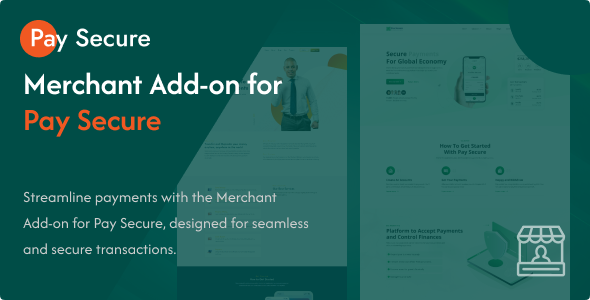 Pay Secure
Merchant Add-on for
Pay Secure
Streamline payments with the Merchant
Add-on for Pay Secure, designed for seamless
and secure transactions.
Secure Payments
For Global Economy
How To Get Started
With Pay Secure
Platform to Accept Payments
and Control Finances